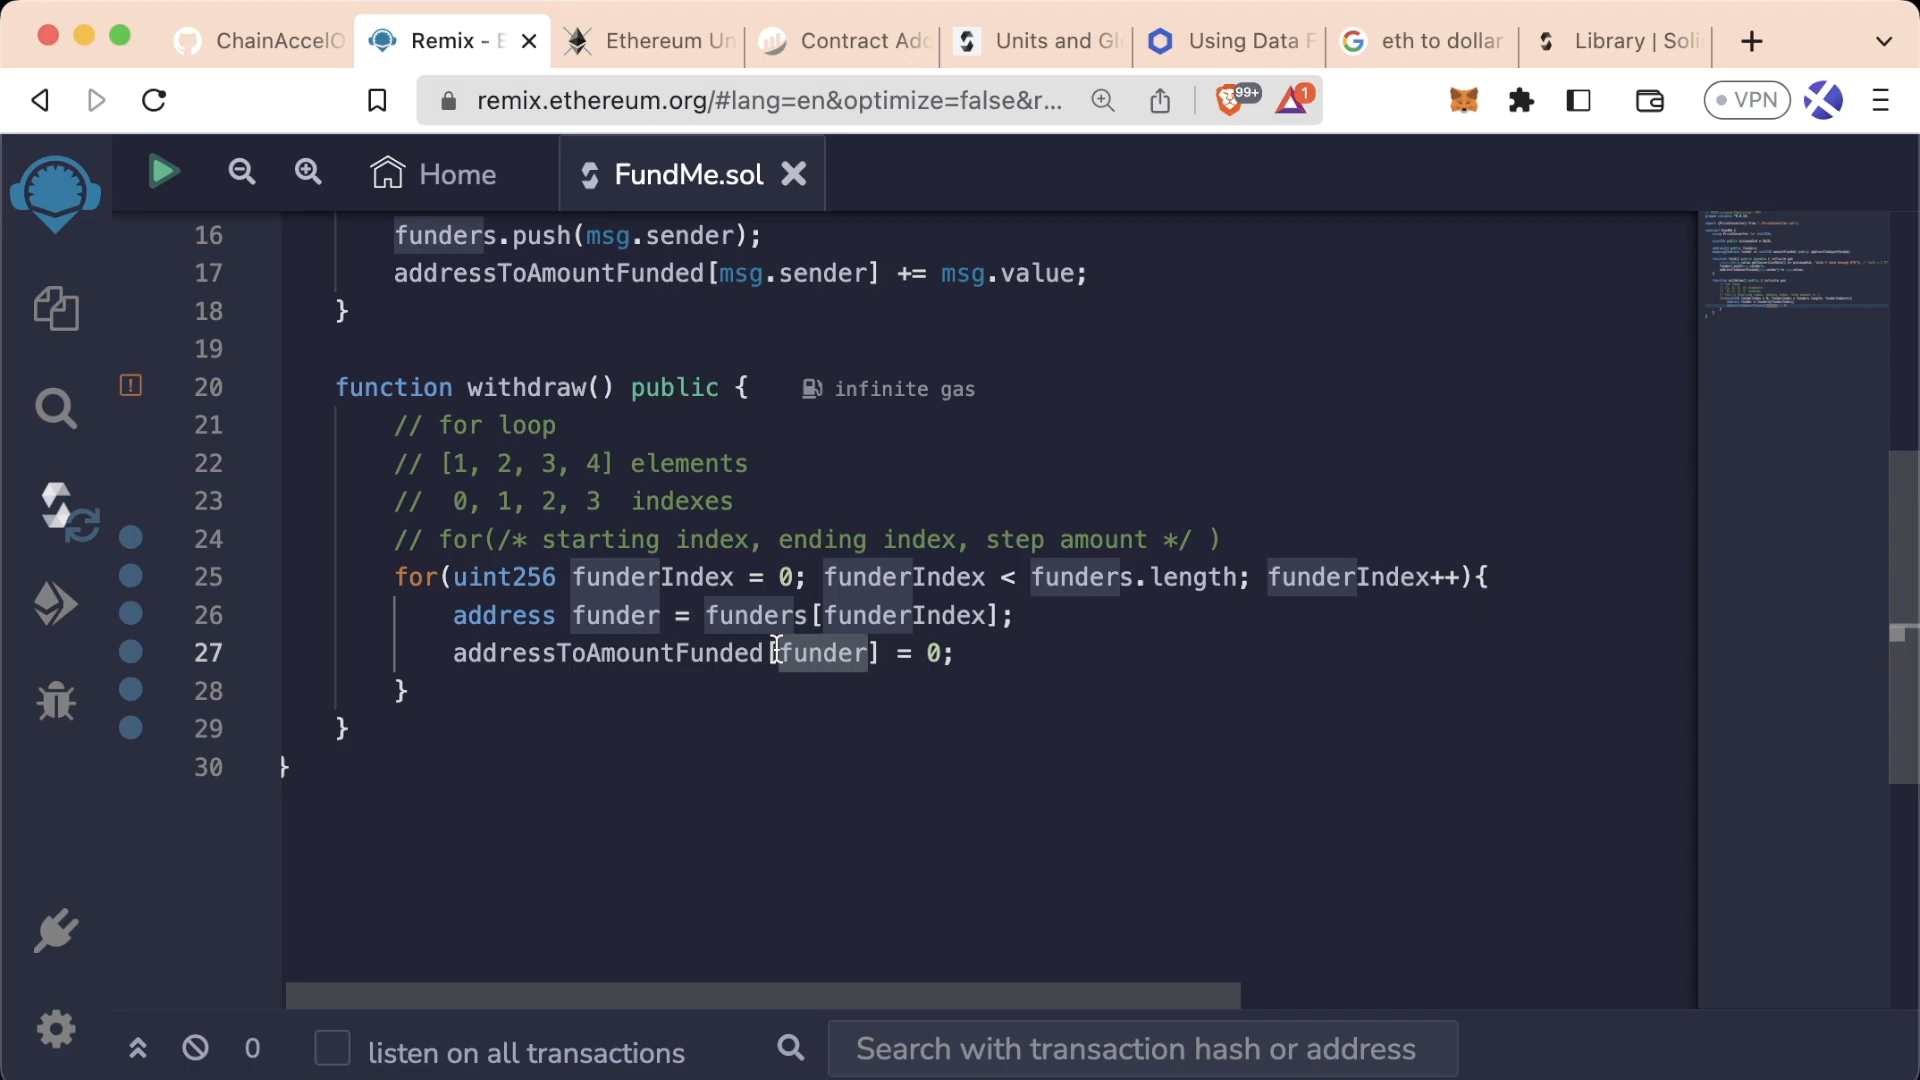 ChainAccelO
Remix - E
Ethereum Un
Contract Add
Units and Gl
Using Data F
eth to dollar
Library | Soli
remix.ethereum.org/#lang=en&optimize=false&r...
99+
1
VPN
Home
FundMe.sol
16 funders.push(msg.sender);
17 addressToAmountFunded[msg.sender] += msg.value;
18 }
19
20 function withdraw() public { infinite gas
21 // for loop
22 // [1, 2, 3, 4] elements
23 // 0, 1, 2, 3 indexes
24 // for(/* starting index, ending index, step amount */ )
25 for(uint256 funderIndex = 0; funderIndex < funders.length; funderIndex++){
26 address funder = funders[funderIndex];
27 addressToAmountFunded[funder] = 0;
28 }
29 }
30 }
0
listen on all transactions
Search with transaction hash or address